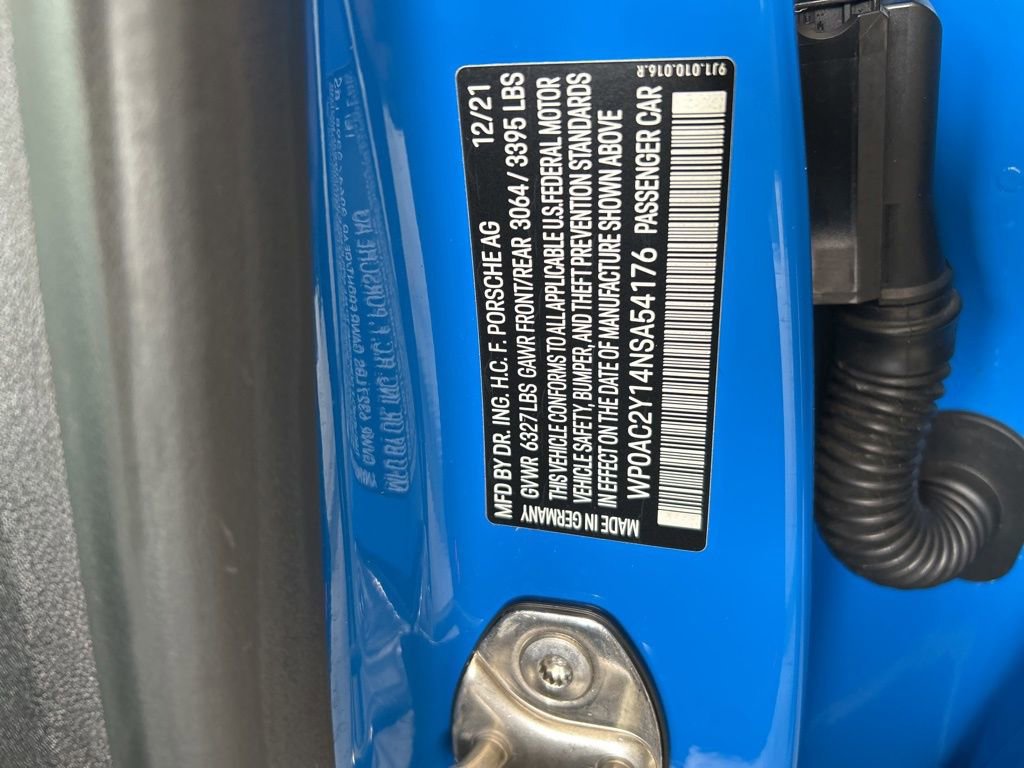 MFD BY DR. ING. H.C. F. PORSCHE AG 12/21
GVWR 6327 LBS GAWR FRONT/REAR 3064 / 3395 LBS
THIS VEHICLE CONFORMS TO ALL APPLICABLE U.S. FEDERAL MOTOR
VEHICLE SAFETY, BUMPER, AND THEFT PREVENTION STANDARDS
IN EFFECT ON THE DATE OF MANUFACTURE SHOWN ABOVE
MADE IN GERMANY WP0AC2Y14NSA54176 PASSENGER CAR
9J1.010.016.R